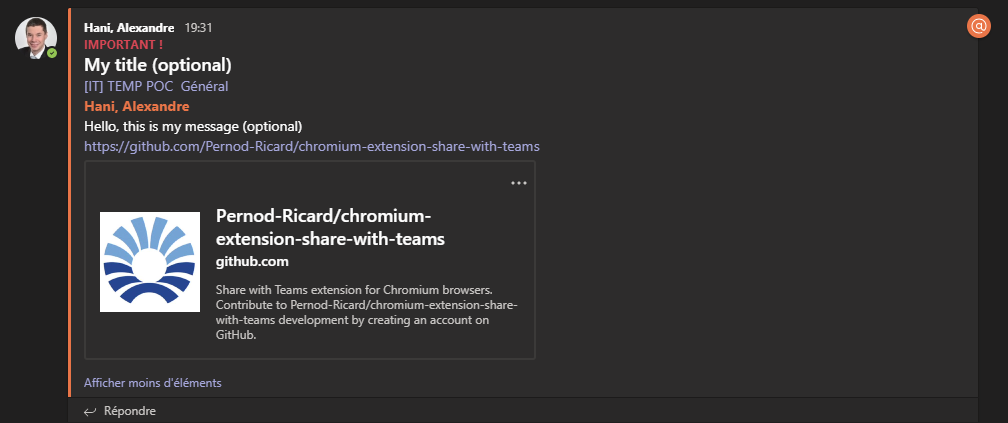 Hani, Alexandre 19:31
IMPORTANT !
My title (optional)
[IT] TEMP POC Général
Hani, Alexandre
Hello, this is my message (optional)
https://github.com/Pernod-Ricard/chromium-extension-share-with-teams
Pernod-Ricard/chromium-
extension-share-with-teams
github.com
Share with Teams extension for Chromium browsers.
Contribute to Pernod-Ricard/chromium-extension-share-
with-teams development by creating an account on
GitHub.
Afficher moins d'éléments
Répondre